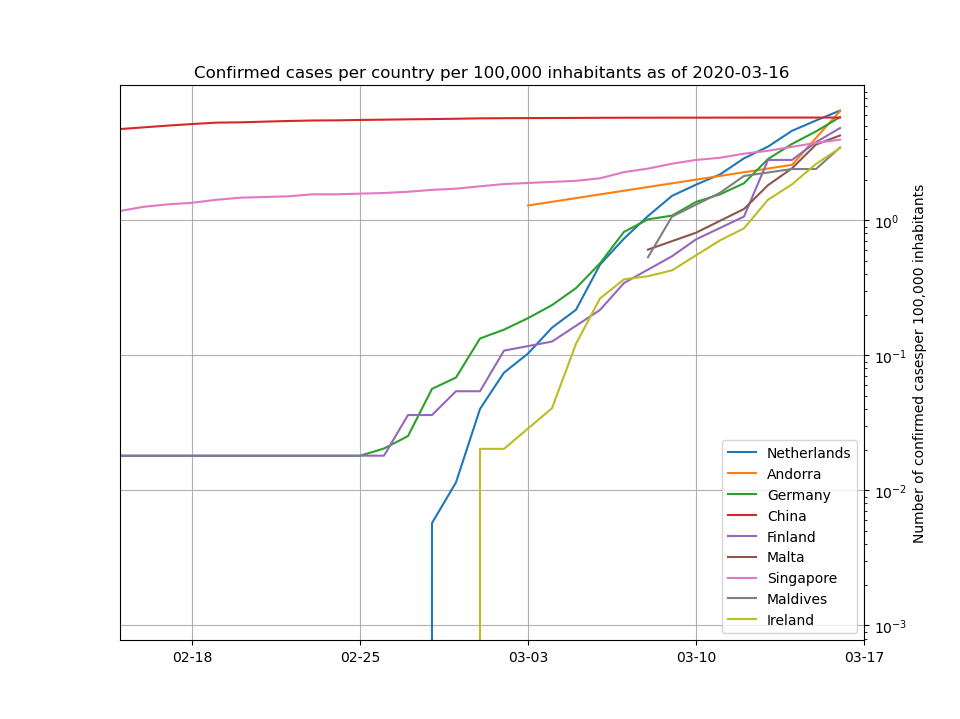 Confirmed cases per country per 100,000 inhabitants as of 2020-03-16
10⁰
10⁻¹
10⁻²
10⁻³
Number of confirmed casesper 100,000 inhabitants
Netherlands
Andorra
Germany
China
Finland
Malta
Singapore
Maldives
Ireland
02-18 02-25 03-03 03-10 03-17